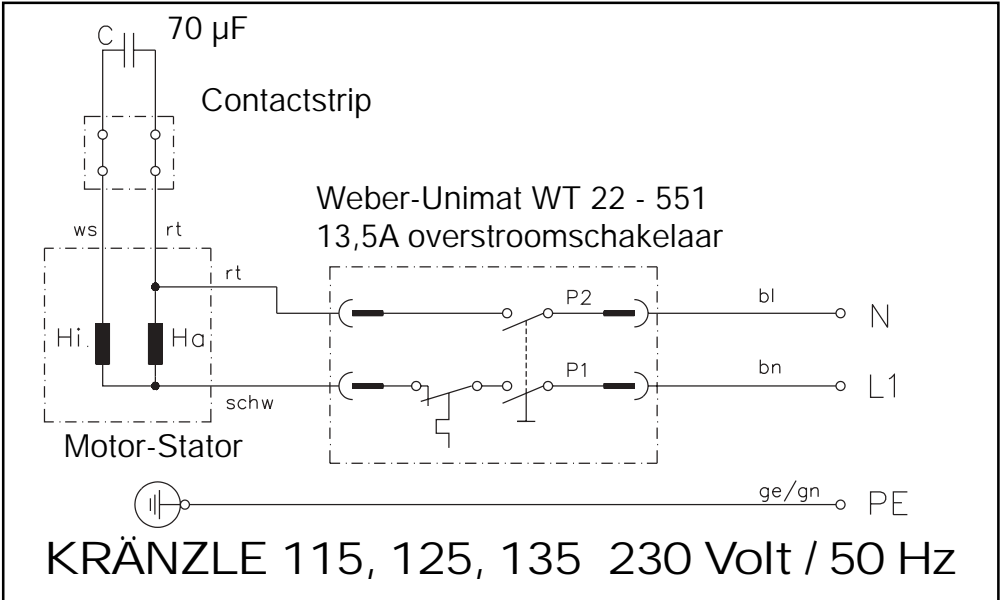 C
70 µF
Contactstrip
Weber-Unimat WT 22 - 551
13,5A overstroomschakelaar
ws
rt
rt
P2
bl
N
Hi.
Ha
P1
bn
L1
schw
Motor-Stator
ge/gn
PE
KRÄNZLE 115, 125, 135 230 Volt / 50 Hz